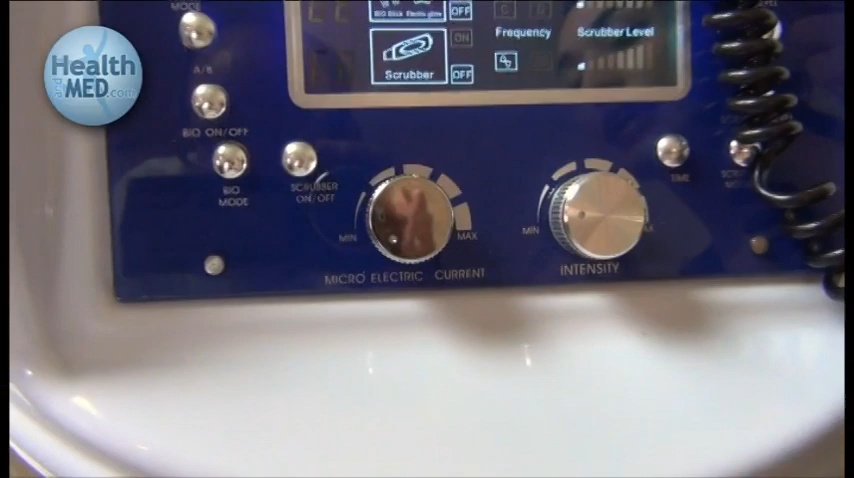 MODE
Health
and MED.com
A/B
BIO ON/OFF
BIO
MODE
SCRUBBER
ON/OFF
OFF
ON
Scrubber
OFF
Frequency
Scrubber Level
MIN
MAX
MICRO ELECTRIC CURRENT
MIN
INTENSITY
TIME